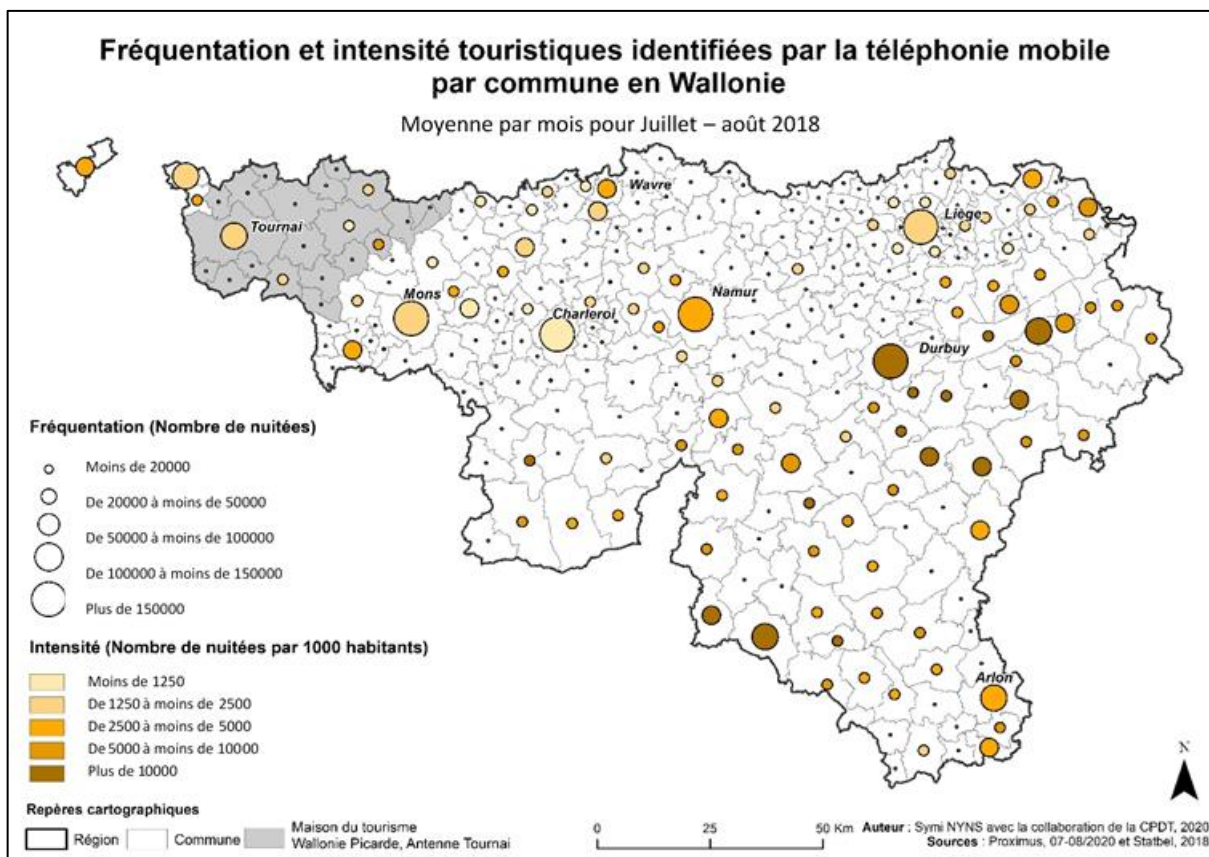 Fréquentation et intensité touristiques identifiées par la téléphonie mobile
par commune en Wallonie
Moyenne par mois pour Juillet – août 2018
Wavre
Liège
Tournai
Namur
Mons
Charleroi
Durbuy
Arlon
Fréquentation (Nombre de nuitées)
Moins de 20000
De 20000 à moins de 50000
De 50000 à moins de 100000
De 100000 à moins de 150000
Plus de 150000
Intensité (Nombre de nuitées par 1000 habitants)
Moins de 1250
De 1250 à moins de 2500
De 2500 à moins de 5000
De 5000 à moins de 10000
Plus de 10000
N
Repères cartographiques
Région
Commune
Maison du tourisme
Wallonie Picarde, Antenne Tournai
0 25 50 Km
Auteur : Symi NYNS avec la collaboration de la CPDT, 2020
Sources : Proximus, 07-08/2020 et Statbel, 2018